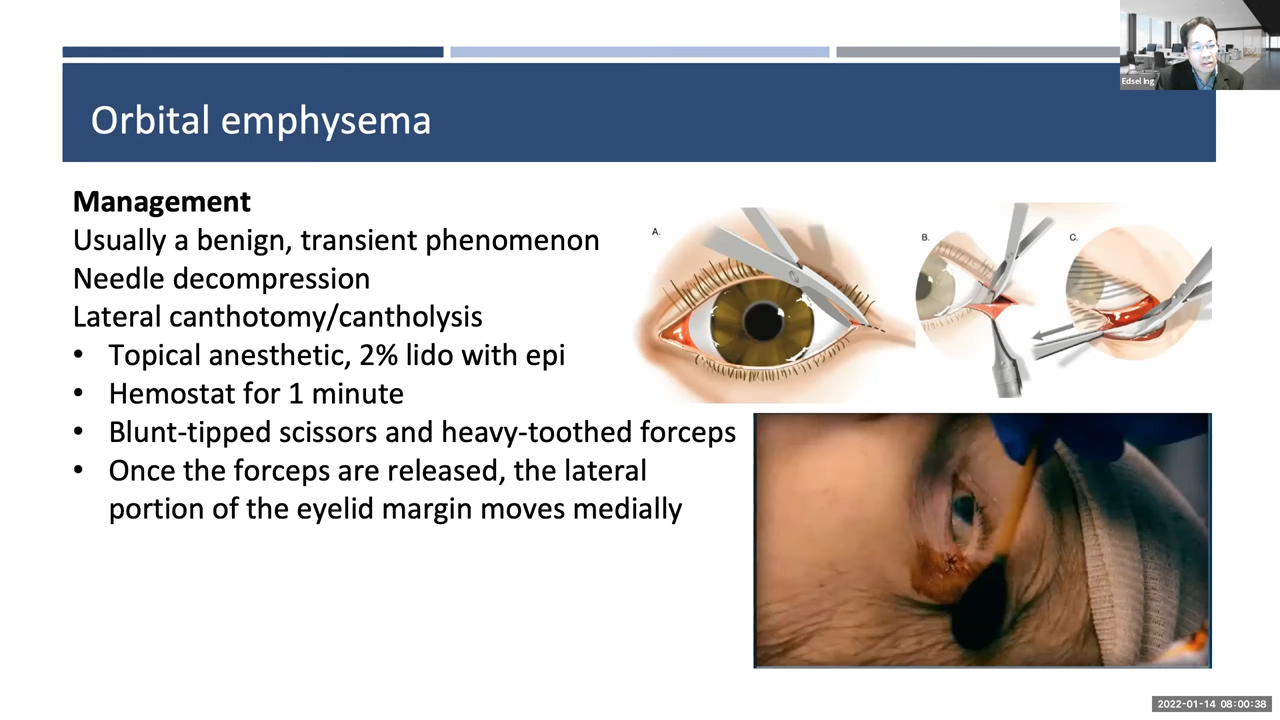 Edsel Ing
Orbital emphysema
Management
Usually a benign, transient phenomenon
Needle decompression
Lateral canthotomy/cantholysis
• Topical anesthetic, 2% lido with epi
• Hemostat for 1 minute
• Blunt-tipped scissors and heavy-toothed forceps
• Once the forceps are released, the lateral
portion of the eyelid margin moves medially
A.
B.
C.
2022-01-14 08:00:38